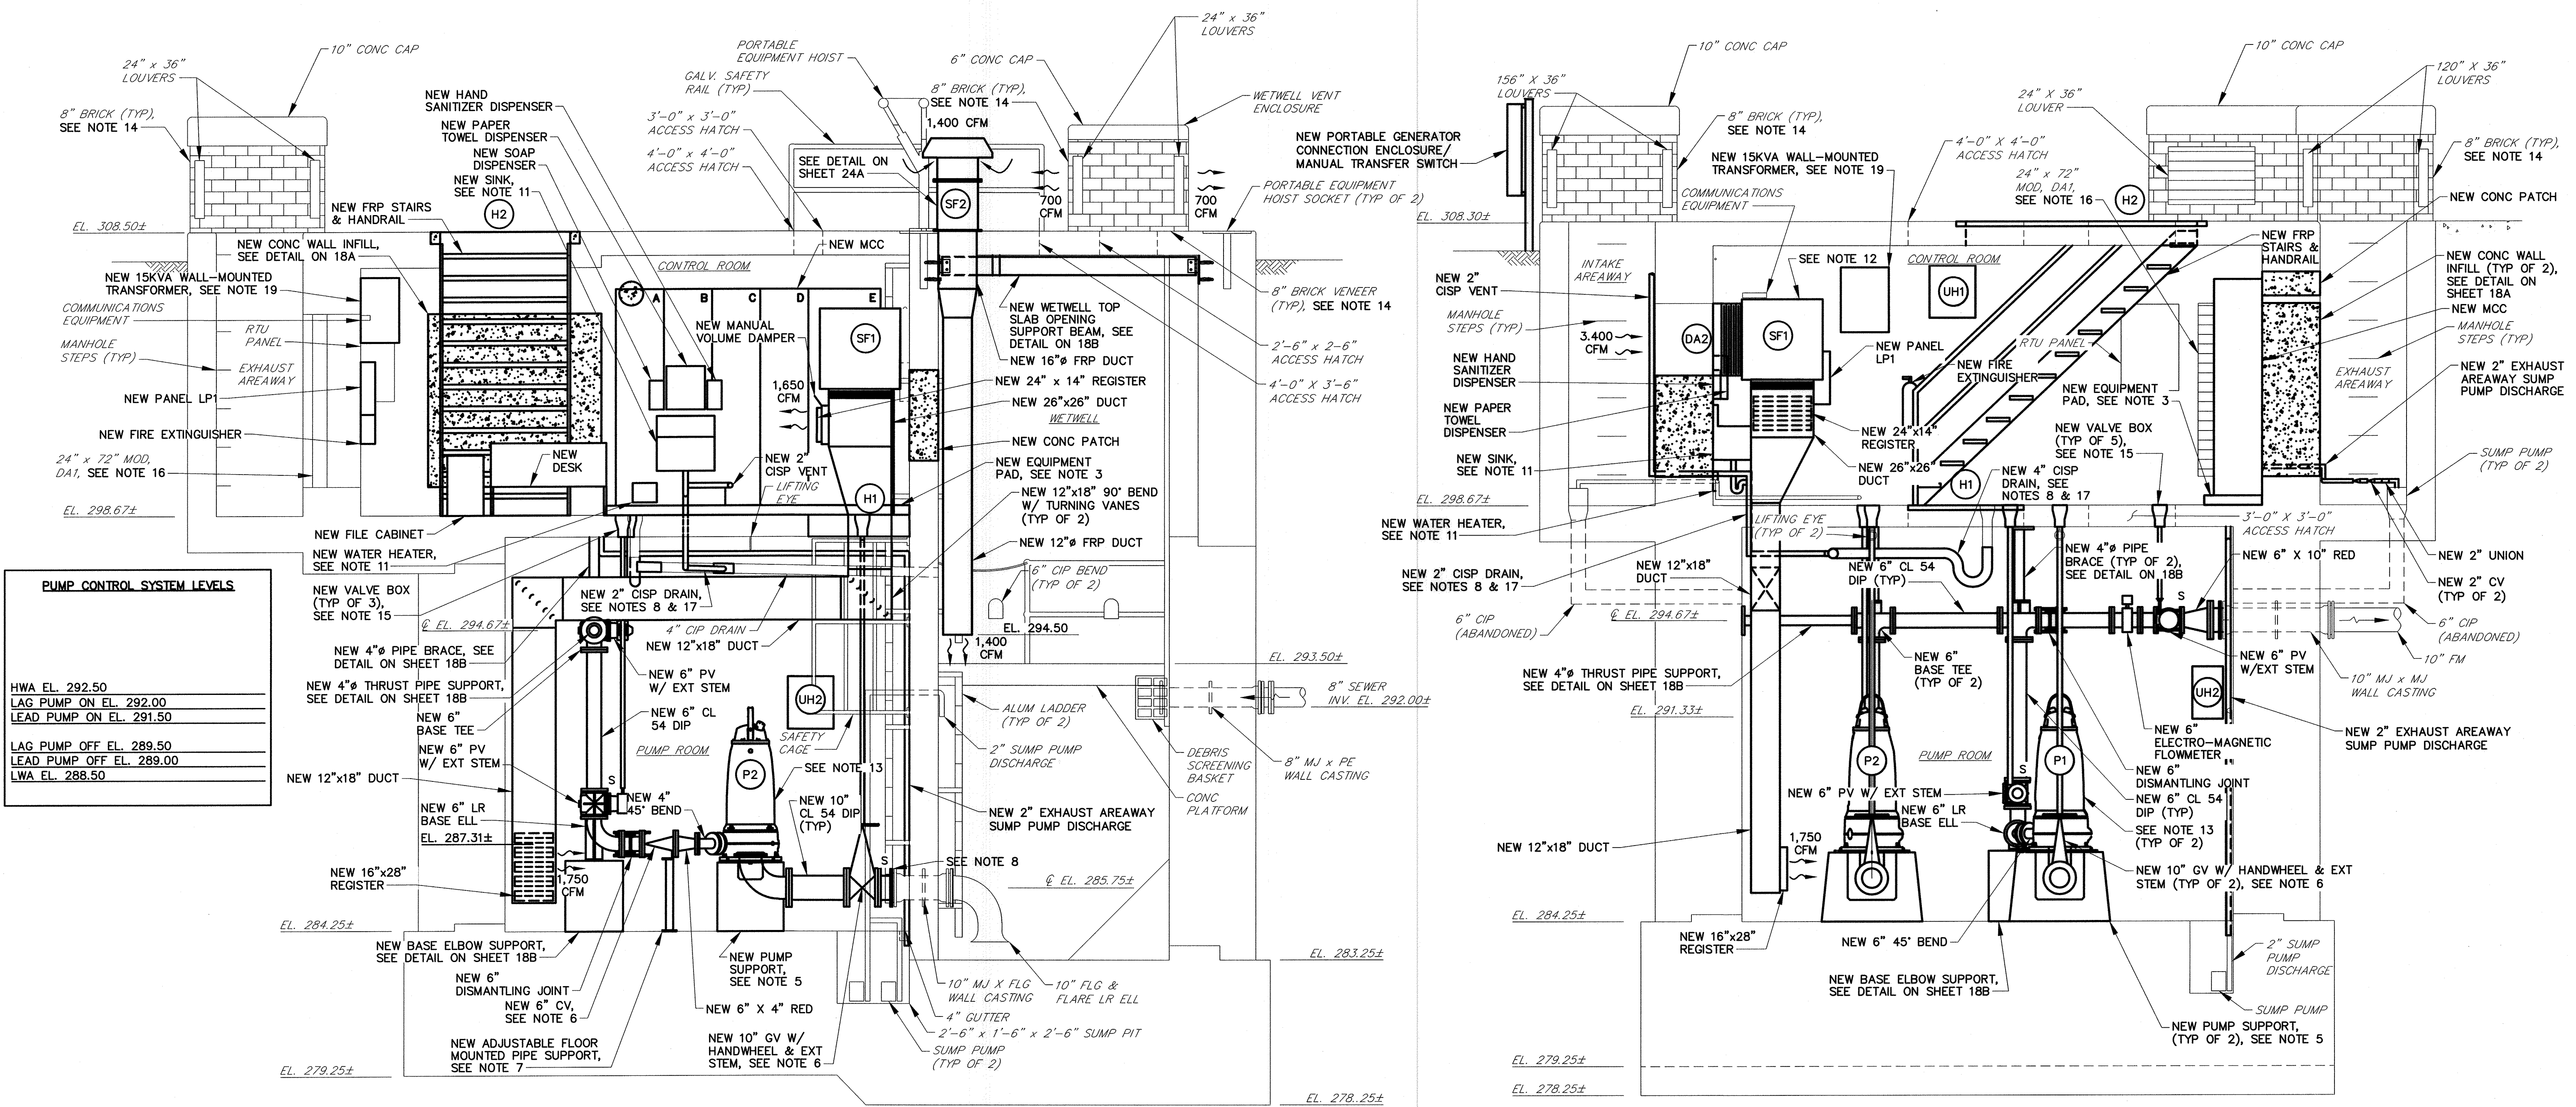 24" x 36"
LOUVERS
10" CONC CAP
8" BRICK (TYP),
SEE NOTE 14
NEW HAND
SANITIZER DISPENSER
NEW PAPER
TOWEL DISPENSER
NEW SOAP
DISPENSER
NEW SINK,
SEE NOTE 11
NEW FRP STAIRS
& HANDRAIL
H2
EL. 308.50±
NEW CONC WALL INFILL,
SEE DETAIL ON 18A
NEW 15KVA WALL-MOUNTED
TRANSFORMER, SEE NOTE 19
COMMUNICATIONS
EQUIPMENT
RTU
PANEL
MANHOLE
STEPS (TYP)
EXHAUST
AREAWAY
NEW PANEL LP1
NEW FIRE EXTINGUISHER
24" x 72" MOD,
DA1, SEE NOTE 16
EL. 298.67±
NEW FILE CABINET
NEW WATER HEATER,
SEE NOTE 11
NEW VALVE BOX
(TYP OF 3),
SEE NOTE 15
℄ EL. 294.67±
NEW 4"ø PIPE BRACE, SEE
DETAIL ON SHEET 18B
NEW 4"ø THRUST PIPE SUPPORT,
SEE DETAIL ON SHEET 18B
NEW 6"
BASE TEE
NEW 6" PV
W/ EXT STEM
NEW 12"x18" DUCT
NEW 6" LR
BASE ELL
EL. 287.31±
NEW 16"x28"
REGISTER
EL. 284.25±
NEW BASE ELBOW SUPPORT,
SEE DETAIL ON SHEET 18B
NEW 6"
DISMANTLING JOINT
NEW 6" CV,
SEE NOTE 6
NEW ADJUSTABLE FLOOR
MOUNTED PIPE SUPPORT,
SEE NOTE 7
EL. 279.25±
PUMP CONTROL SYSTEM LEVELS
HWA EL. 292.50
LAG PUMP ON EL. 292.00
LEAD PUMP ON EL. 291.50
LAG PUMP OFF EL. 289.50
LEAD PUMP OFF EL. 289.00
LWA EL. 288.50
PORTABLE
EQUIPMENT HOIST
GALV. SAFETY
RAIL (TYP)
3'-0" x 3'-0"
ACCESS HATCH
4'-0" x 4'-0"
ACCESS HATCH
6" CONC CAP
8" BRICK (TYP),
SEE NOTE 14
1,400 CFM
SEE DETAIL ON
SHEET 24A
SF2
700
CFM
24" x 36"
LOUVERS
WETWELL VENT
ENCLOSURE
700
CFM
PORTABLE EQUIPMENT
HOIST SOCKET (TYP OF 2)
NEW MCC
CONTROL ROOM
A
B
C
D
E
NEW MANUAL
VOLUME DAMPER
SF1
1,650
CFM
NEW
DESK
NEW 2"
CISP VENT
LIFTING
EYE
H1
NEW WETWELL TOP
SLAB OPENING
SUPPORT BEAM, SEE
DETAIL ON 18B
NEW 16"ø FRP DUCT
NEW 24" x 14" REGISTER
NEW 26"x26" DUCT
WETWELL
NEW CONC PATCH
NEW EQUIPMENT
PAD, SEE NOTE 3
NEW 12"x18" 90° BEND
W/ TURNING VANES
(TYP OF 2)
NEW 12"ø FRP DUCT
8" BRICK VENEER
(TYP), SEE NOTE 14
2'-6" x 2-6"
ACCESS HATCH
4'-0" X 3'-6"
ACCESS HATCH
6" CIP BEND
(TYP OF 2)
NEW 2" CISP DRAIN,
SEE NOTES 8 & 17
4" CIP DRAIN
NEW 12"x18" DUCT
EL. 294.50
1,400
CFM
EL. 293.50±
8" SEWER
INV. EL. 292.00±
NEW 6" PV
W/ EXT STEM
NEW 6" CL
54 DIP
UH2
SAFETY
CAGE
ALUM LADDER
(TYP OF 2)
2" SUMP PUMP
DISCHARGE
PUMP ROOM
P2
SEE NOTE 13
DEBRIS
SCREENING
BASKET
8" MJ x PE
WALL CASTING
CONC
PLATFORM
S
NEW 4"
45° BEND
NEW 10"
CL 54 DIP
(TYP)
NEW 2" EXHAUST AREAWAY
SUMP PUMP DISCHARGE
S
SEE NOTE 8
1,750
CFM
℄ EL. 285.75±
NEW PUMP
SUPPORT,
SEE NOTE 5
NEW 6" X 4" RED
NEW 10" GV W/
HANDWHEEL & EXT
STEM, SEE NOTE 6
10" MJ X FLG
WALL CASTING
10" FLG &
FLARE LR ELL
4" GUTTER
2'-6" x 1'-6" x 2'-6" SUMP PIT
SUMP PUMP
(TYP OF 2)
EL. 283.25±
EL. 278..25±
10" CONC CAP
156" X 36"
LOUVERS
8" BRICK (TYP),
SEE NOTE 14
NEW PORTABLE GENERATOR
CONNECTION ENCLOSURE/
MANUAL TRANSFER SWITCH
NEW 15KVA WALL-MOUNTED
TRANSFORMER, SEE NOTE 19
COMMUNICATIONS
EQUIPMENT
EL. 308.30±
4'-0" X 4'-0"
ACCESS HATCH
24" X 36"
LOUVER
24" x 72"
MOD, DA1,
SEE NOTE 16
H2
10" CONC CAP
120" X 36"
LOUVERS
8" BRICK (TYP),
SEE NOTE 14
NEW CONC PATCH
INTAKE
AREAWAY
SEE NOTE 12
CONTROL ROOM
NEW 2"
CISP VENT
UH1
MANHOLE
STEPS (TYP)
3.400
CFM
DA2
SF1
NEW FRP
STAIRS &
HANDRAIL
NEW CONC WALL
INFILL (TYP OF 2),
SEE DETAIL ON
SHEET 18A
NEW MCC
MANHOLE
STEPS (TYP)
RTU PANEL
NEW PANEL
LP1
NEW FIRE
EXTINGUISHER
NEW HAND
SANITIZER
DISPENSER
NEW PAPER
TOWEL
DISPENSER
NEW SINK,
SEE NOTE 11
NEW EQUIPMENT
PAD, SEE NOTE 3
EXHAUST
AREAWAY
NEW 2" EXHAUST
AREAWAY SUMP
PUMP DISCHARGE
NEW 24"x14"
REGISTER
NEW 26"x26"
DUCT
NEW VALVE BOX
(TYP OF 5),
SEE NOTE 15
SUMP PUMP
(TYP OF 2)
H1
NEW 4" CISP
DRAIN, SEE
NOTES 8 & 17
EL. 298.67±
NEW WATER HEATER,
SEE NOTE 11
LIFTING EYE
(TYP OF 2)
3'-0" X 3'-0"
ACCESS HATCH
NEW 2" CISP DRAIN,
SEE NOTES 8 & 17
NEW 12"x18"
DUCT
NEW 6" CL 54
DIP (TYP)
NEW 4"ø PIPE
BRACE (TYP OF 2),
SEE DETAIL ON 18B
NEW 6" X 10" RED
NEW 2" UNION
NEW 2" CV
(TYP OF 2)
S
6" CIP
(ABANDONED)
℄ EL. 294.67±
6" CIP
(ABANDONED)
NEW 4"ø THRUST PIPE SUPPORT,
SEE DETAIL ON SHEET 18B
NEW 6"
BASE TEE
(TYP OF 2)
NEW 6" PV
W/EXT STEM
10" FM
10" MJ x MJ
WALL CASTING
UH2
EL. 291.33±
NEW 6"
ELECTRO-MAGNETIC
FLOWMETER
NEW 2" EXHAUST AREAWAY
SUMP PUMP DISCHARGE
P2
PUMP ROOM
P1
S
NEW 6"
DISMANTLING JOINT
NEW 6" PV W/ EXT STEM
NEW 6" CL 54
DIP (TYP)
NEW 6" LR
BASE ELL
SEE NOTE 13
(TYP OF 2)
NEW 12"x18" DUCT
1,750
CFM
NEW 10" GV W/ HANDWHEEL & EXT
STEM (TYP OF 2), SEE NOTE 6
EL. 284.25±
NEW 16"x28"
REGISTER
NEW 6" 45° BEND
2" SUMP
PUMP
DISCHARGE
NEW BASE ELBOW SUPPORT,
SEE DETAIL ON SHEET 18B
SUMP PUMP
NEW PUMP SUPPORT,
(TYP OF 2), SEE NOTE 5
EL. 279.25±
EL. 278.25±